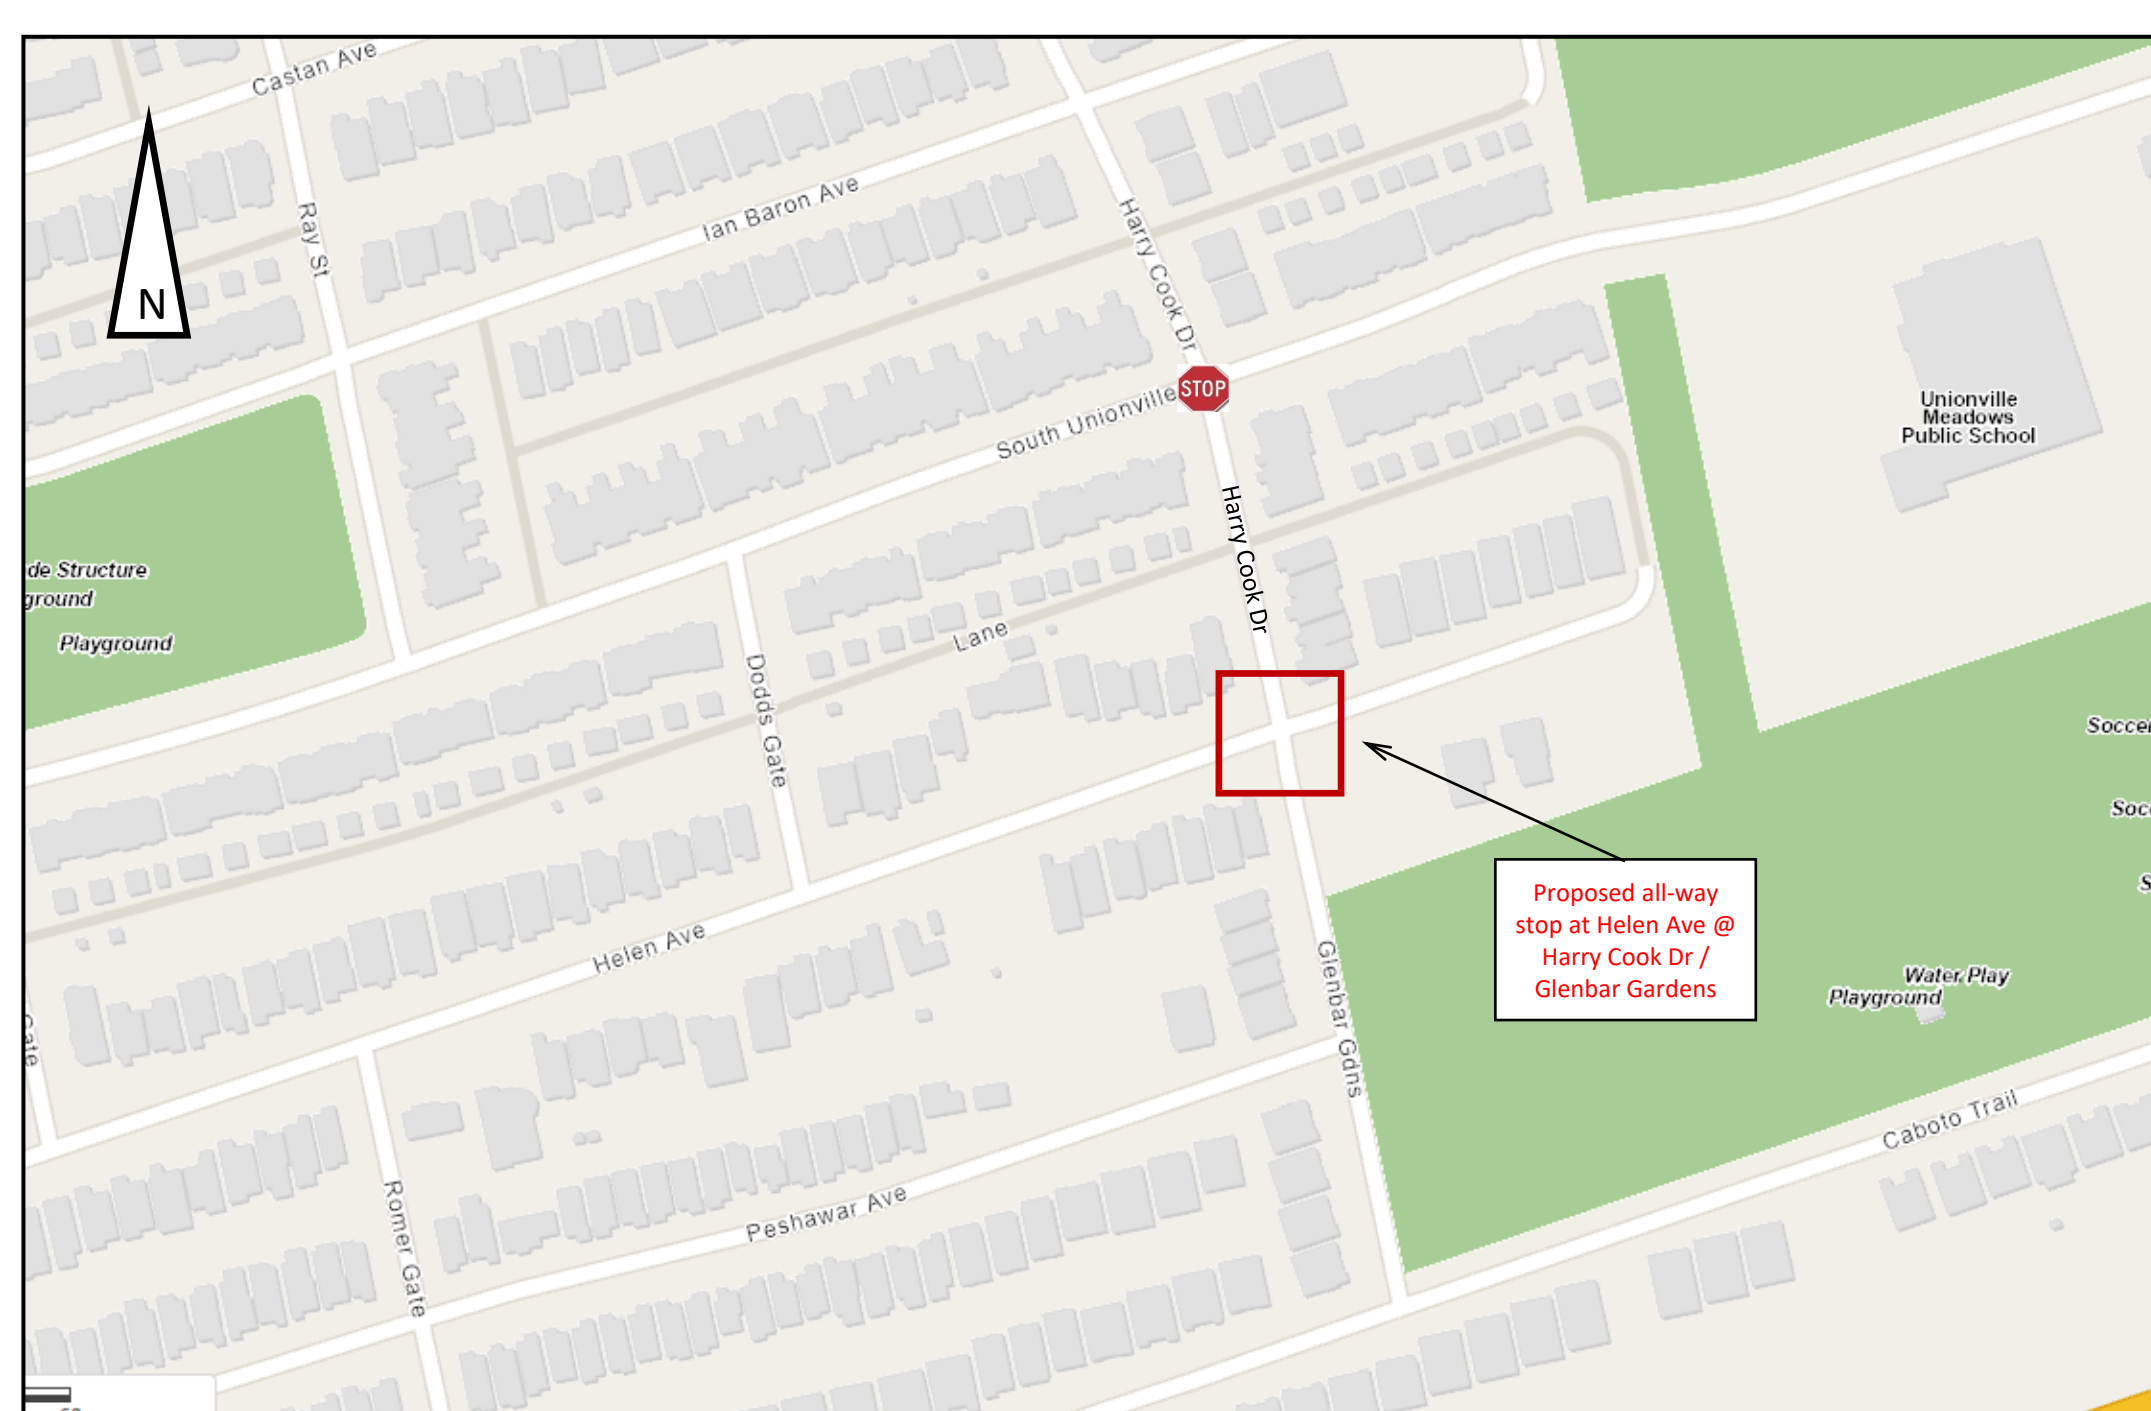 Castan Ave
Ray St
N
Ian Baron Ave
Harry Cook Dr
STOP
South Unionville
Unionville
Meadows
Public School
Harry Cook Dr
de Structure
ground
Playground
Lane
Dodds Gate
Soccer
Soc
S
Proposed all-way
stop at Helen Ave @
Harry Cook Dr /
Glenbar Gardens
Helen Ave
Glenbar Gdns
Water Play
Playground
Gate
Caboto Trail
Romer Gate
Peshawar Ave